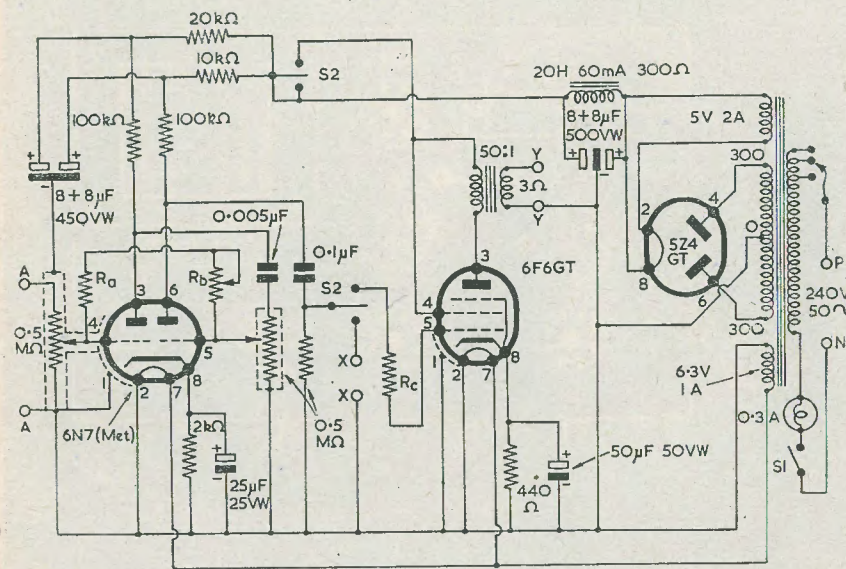 20kΩ
10kΩ
S2
20H 60mA 300Ω
100kΩ
100kΩ
8+8μF
500VW
5V 2A
50:1
Y
3Ω
Y
300
4
0
2
5Z4
GT
8
6
300
P
240V
50Ω
N
+
+
-
8+8μF
450VW
0·005μF
0·1μF
+
-
+
6F6GT
3
4
5
8
1
2
7
A
Ra
Rb
3
6
0·5
MΩ
4
5
S2
X
X
Rc
1
2
7
8
A
6N7(Met)
2kΩ
0·5
MΩ
+
-
25μF
25VW
440
Ω
+
-
50μF 50VW
6·3V
1A
0·3A
S1